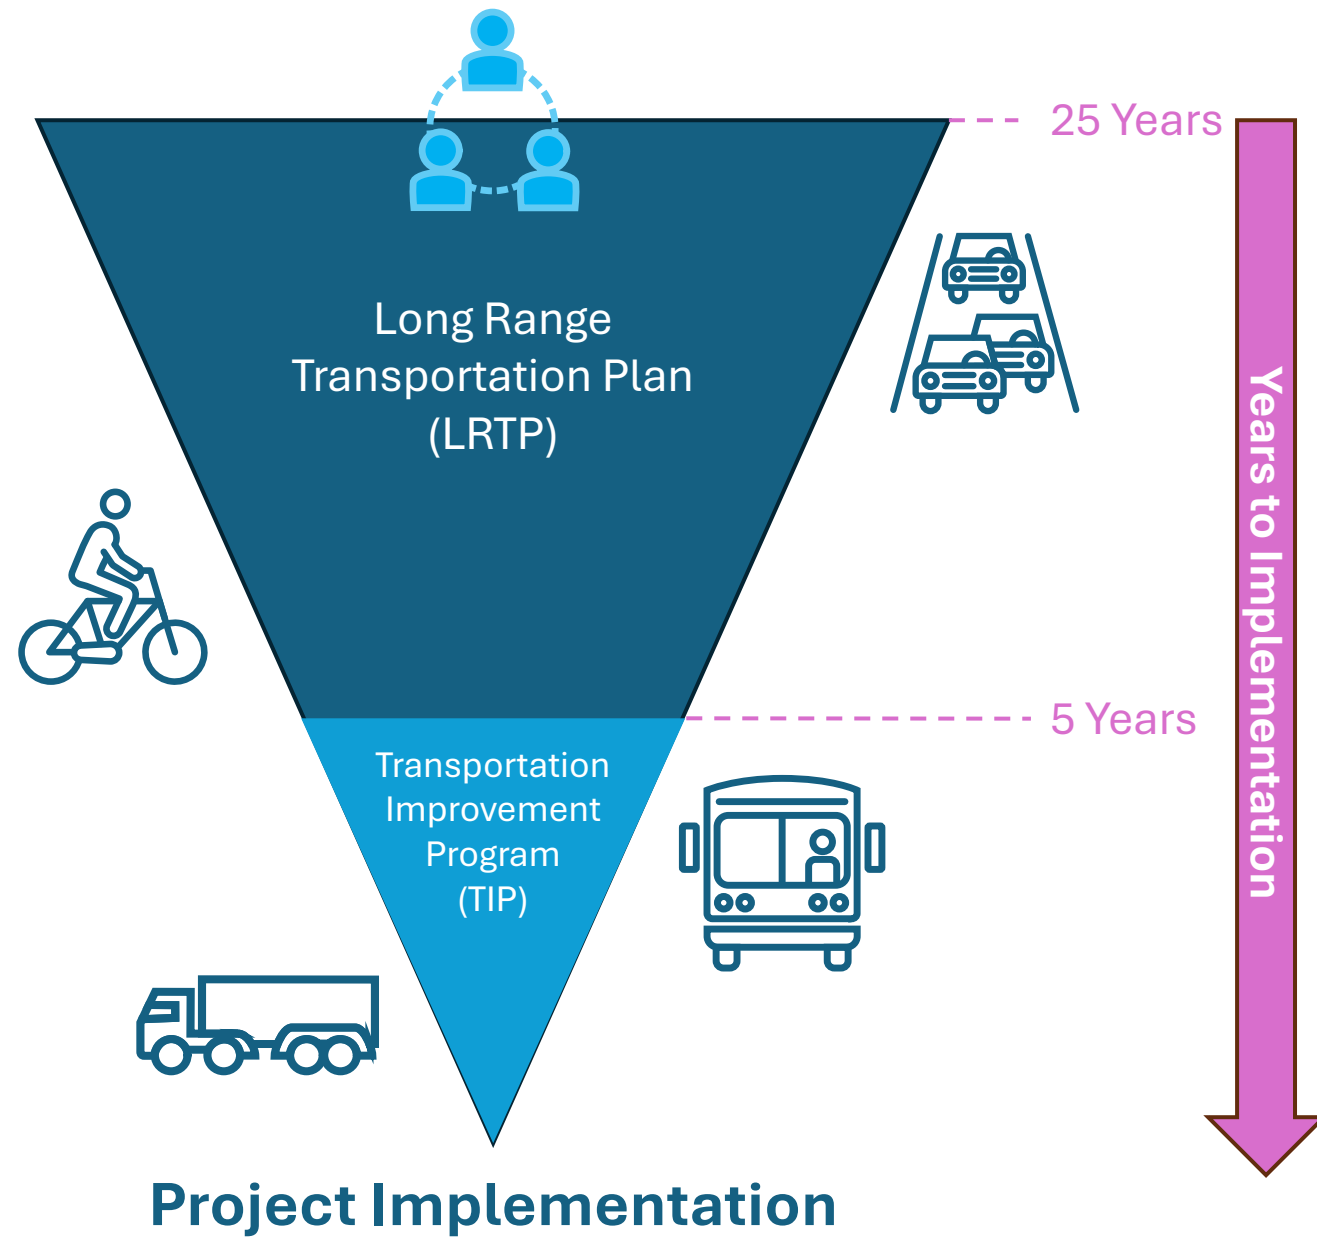 25 Years
Long Range
Transportation Plan
(LRTP)
Years to Implementation
5 Years
Transportation
Improvement
Program
(TIP)
Project Implementation